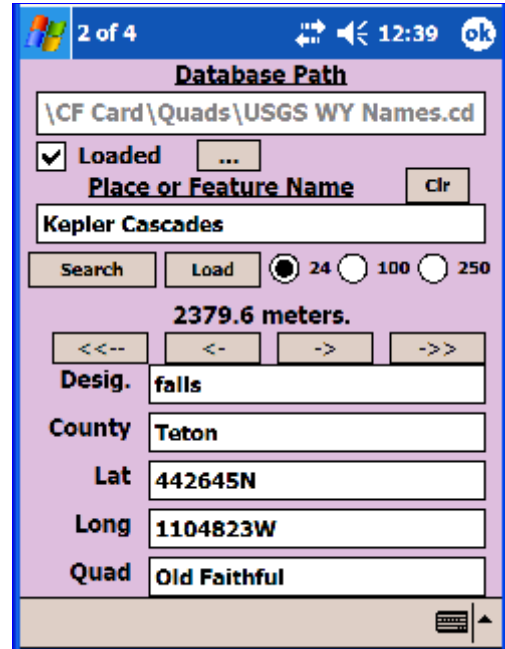 2 of 4 12:39 ok
Database Path
\CF Card\Quads\USGS WY Names.cd
Loaded ...
Place or Feature Name Clr
Kepler Cascades
Search Load 24 100 250
2379.6 meters.
<<-- <- -> ->>
Desig. falls
County Teton
Lat 442645N
Long 1104823W
Quad Old Faithful